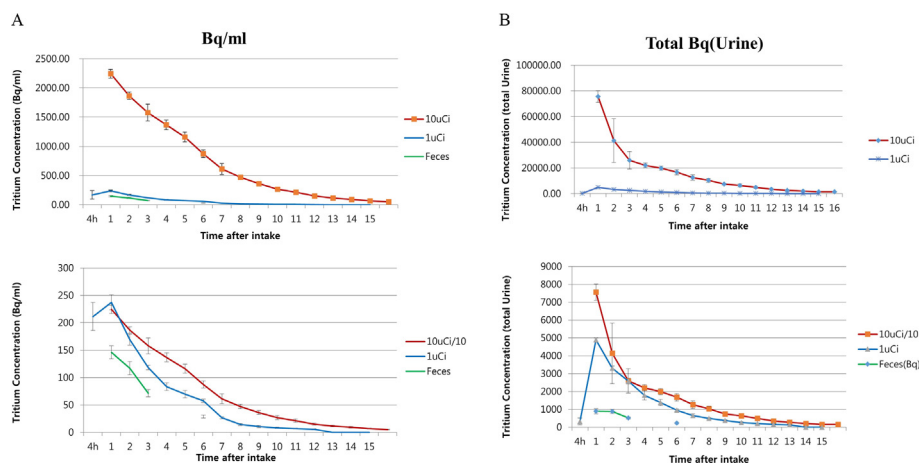 A
Bq/ml
Tritium Concentration (Bq/ml)
2500.00
2000.00
1500.00
1000.00
500.00
0.00
4h 1 2 3 4 5 6 7 8 9 10 11 12 13 14 15
Time after intake
10uCi
1uCi
Feces
B
Total Bq(Urine)
Tritium Concentration (total Urine)
100000.00
80000.00
60000.00
40000.00
20000.00
0.00
4h 1 2 3 4 5 6 7 8 9 10 11 12 13 14 15 16
Time after intake
10uCi
1uCi
Tritium Concentration (Bq/ml)
300
250
200
150
100
50
0
4h 1 2 3 4 5 6 7 8 9 10 11 12 13 14 15
Time after intake
10uCi/10
1uCi
Feces
Tritium Concentration (total Urine)
9000
8000
7000
6000
5000
4000
3000
2000
1000
0
4h 1 2 3 4 5 6 7 8 9 10 11 12 13 14 15
Time after intake
10uCi/10
1uCi
Feces(Bq)